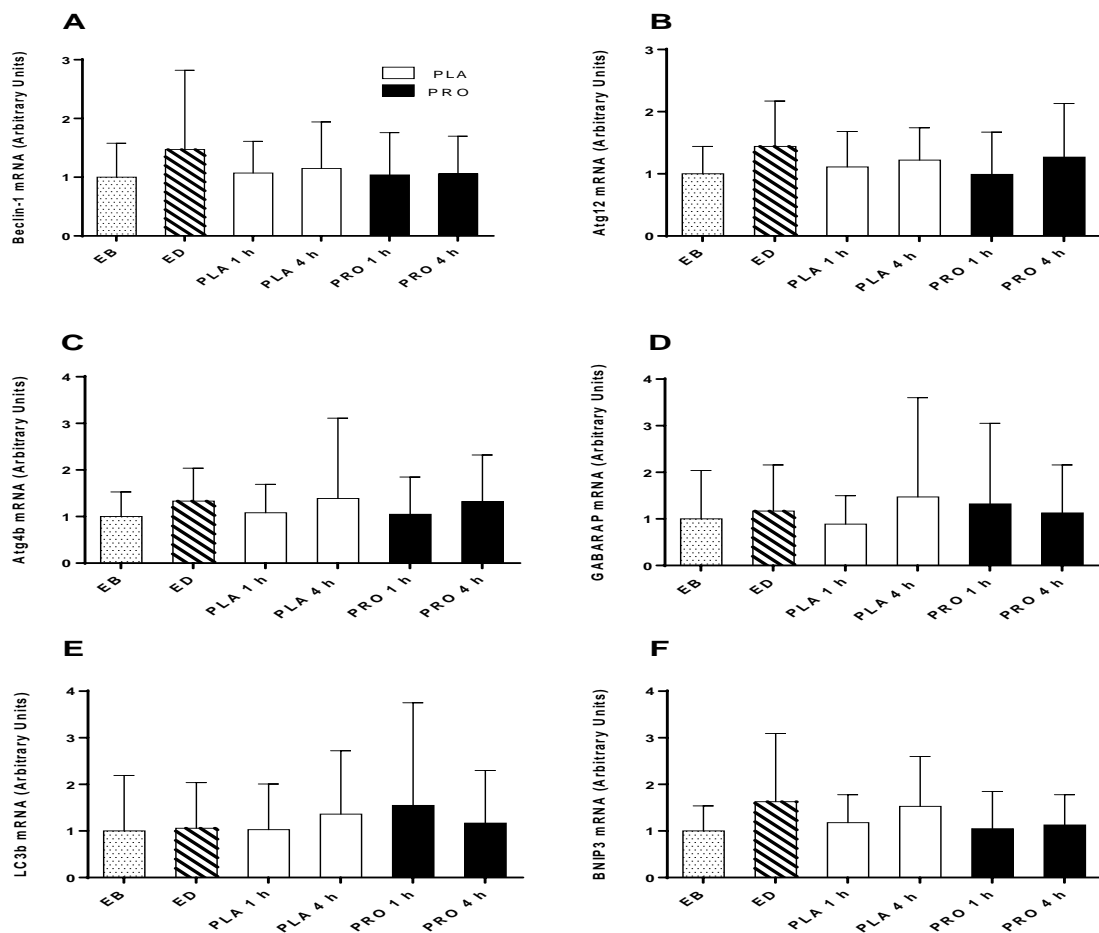 A
Beclin-1 mRNA (Arbitrary Units)
3
2
1
0
PLA
PRO
EB
ED
PLA 1 h
PLA 4 h
PRO 1 h
PRO 4 h
B
Atg12 mRNA (Arbitrary Units)
3
2
1
0
EB
ED
PLA 1 h
PLA 4 h
PRO 1 h
PRO 4 h
C
Atg4b mRNA (Arbitrary Units)
4
3
2
1
0
EB
ED
PLA 1 h
PLA 4 h
PRO 1 h
PRO 4 h
D
GABARAP mRNA (Arbitrary Units)
4
3
2
1
0
EB
ED
PLA 1 h
PLA 4 h
PRO 1 h
PRO 4 h
E
LC3b mRNA (Arbitrary Units)
4
3
2
1
0
EB
ED
PLA 1 h
PLA 4 h
PRO 1 h
PRO 4 h
F
BNIP3 mRNA (Arbitrary Units)
4
3
2
1
0
EB
ED
PLA 1 h
PLA 4 h
PRO 1 h
PRO 4 h